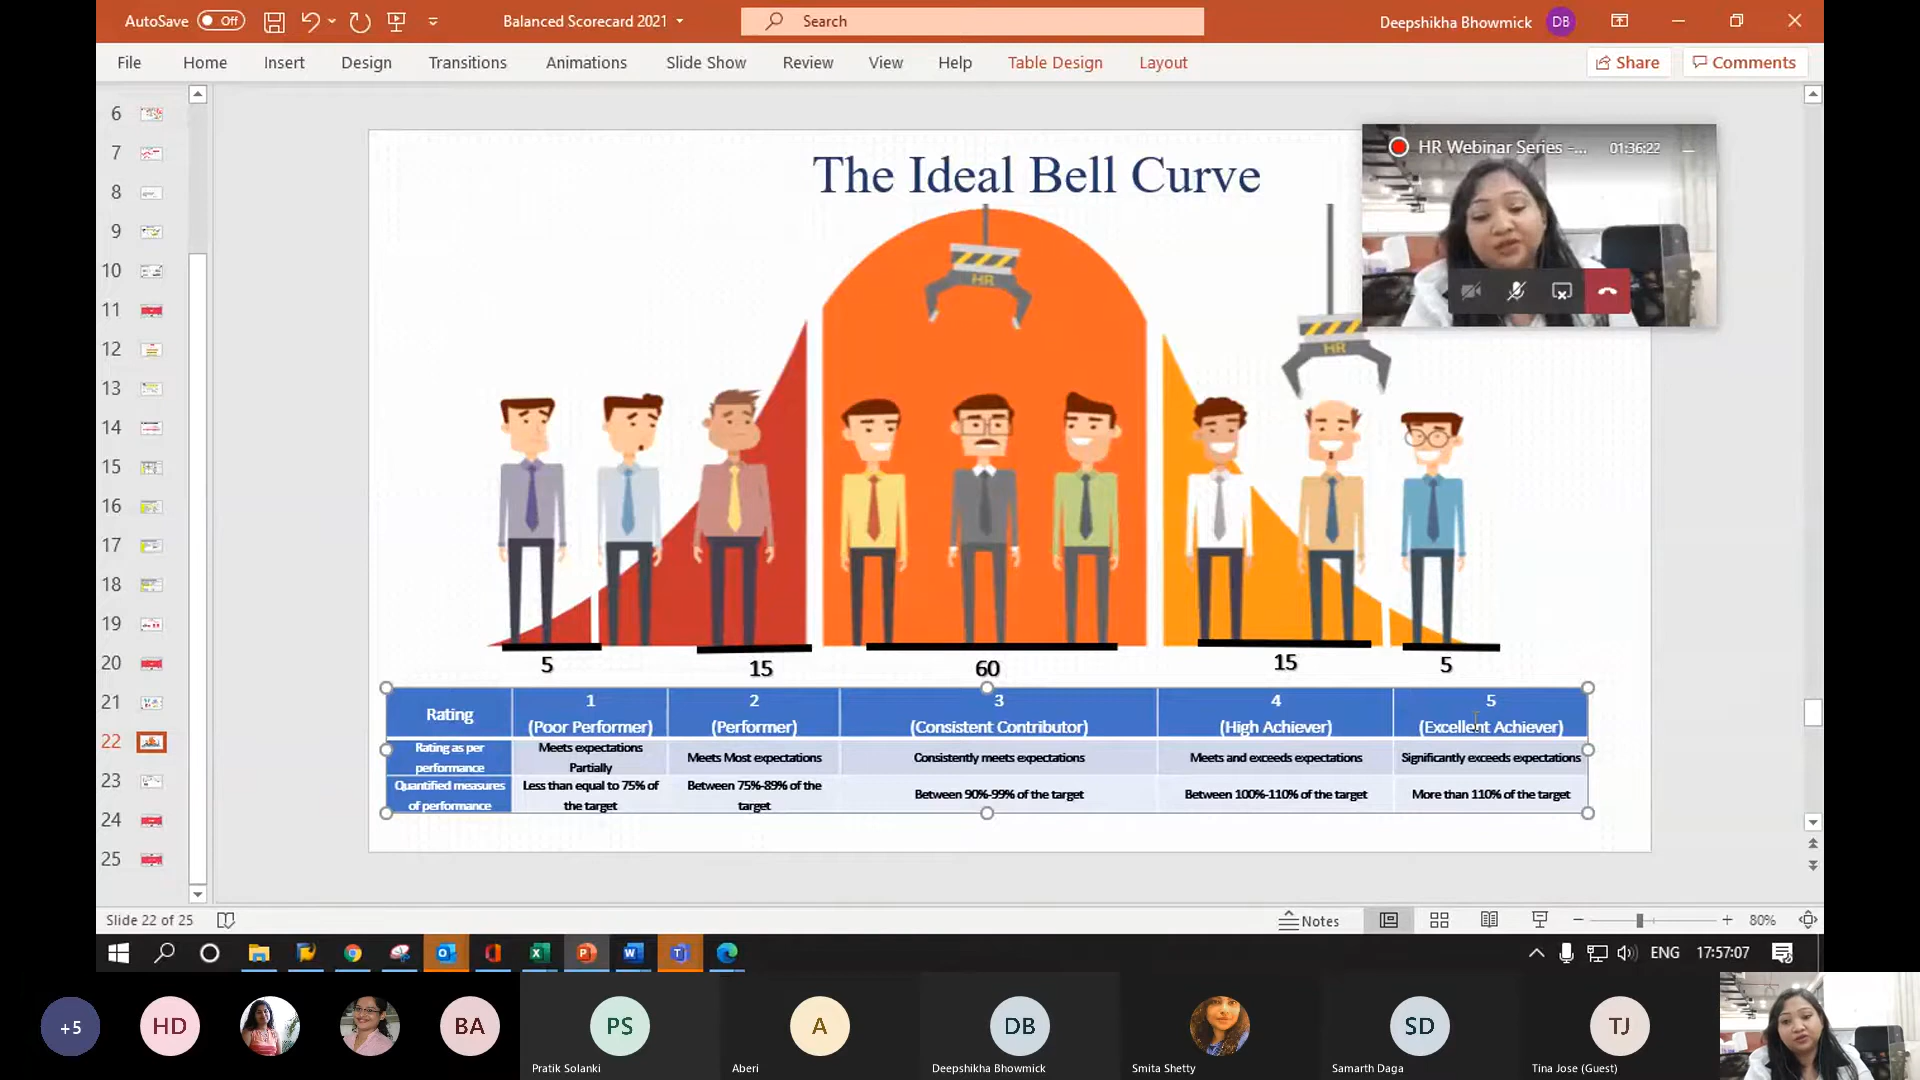 AutoSave Off
Balanced Scorecard 2021
Search
Deepshikha Bhowmick DB
File Home Insert Design Transitions Animations Slide Show Review View Help Table Design Layout
Share Comments
6
7
8
9
10
11
12
13
14
15
16
17
18
19
20
21
22
23
24
25
The Ideal Bell Curve
HR Webinar Series -... 01:36:22
HR
HR
5 15 60 15 5
Rating
1
(Poor Performer)
2
(Performer)
3
(Consistent Contributor)
4
(High Achiever)
5
(Excellent Achiever)
Rating as per
performance
Meets expectations
Partially
Meets Most expectations
Consistently meets expectations
Meets and exceeds expectations
Significantly exceeds expectations
Quantified measures
of performance
Less than equal to 75% of
the target
Between 75%-89% of the
target
Between 90%-99% of the target
Between 100%-110% of the target
More than 110% of the target
Slide 22 of 25
Notes
80%
ENG 17:57:07
+5 HD BA PS A DB SD TJ
Pratik Solanki Aberi Deepshikha Bhowmick Smita Shetty Samarth Daga Tina Jose (Guest)